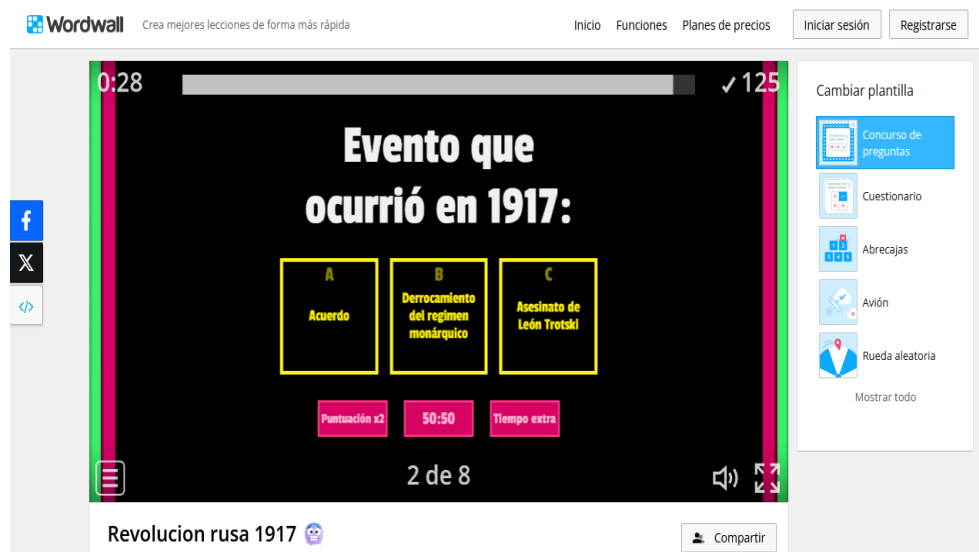 Wordwall
Crea mejores lecciones de forma más rápida
Inicio Funciones Planes de precios
Iniciar sesión
Registrarse
0:28
✓ 125
Evento que
ocurrió en 1917:
A
Acuerdo
B
Derrocamiento
del regimen
monárquico
C
Asesinato de
León Trotski
Puntuación x2
50:50
Tiempo extra
2 de 8
Cambiar plantilla
Concurso de
preguntas
Cuestionario
Abrecajas
Avión
Rueda aleatoria
Mostrar todo
Revolucion rusa 1917
Compartir